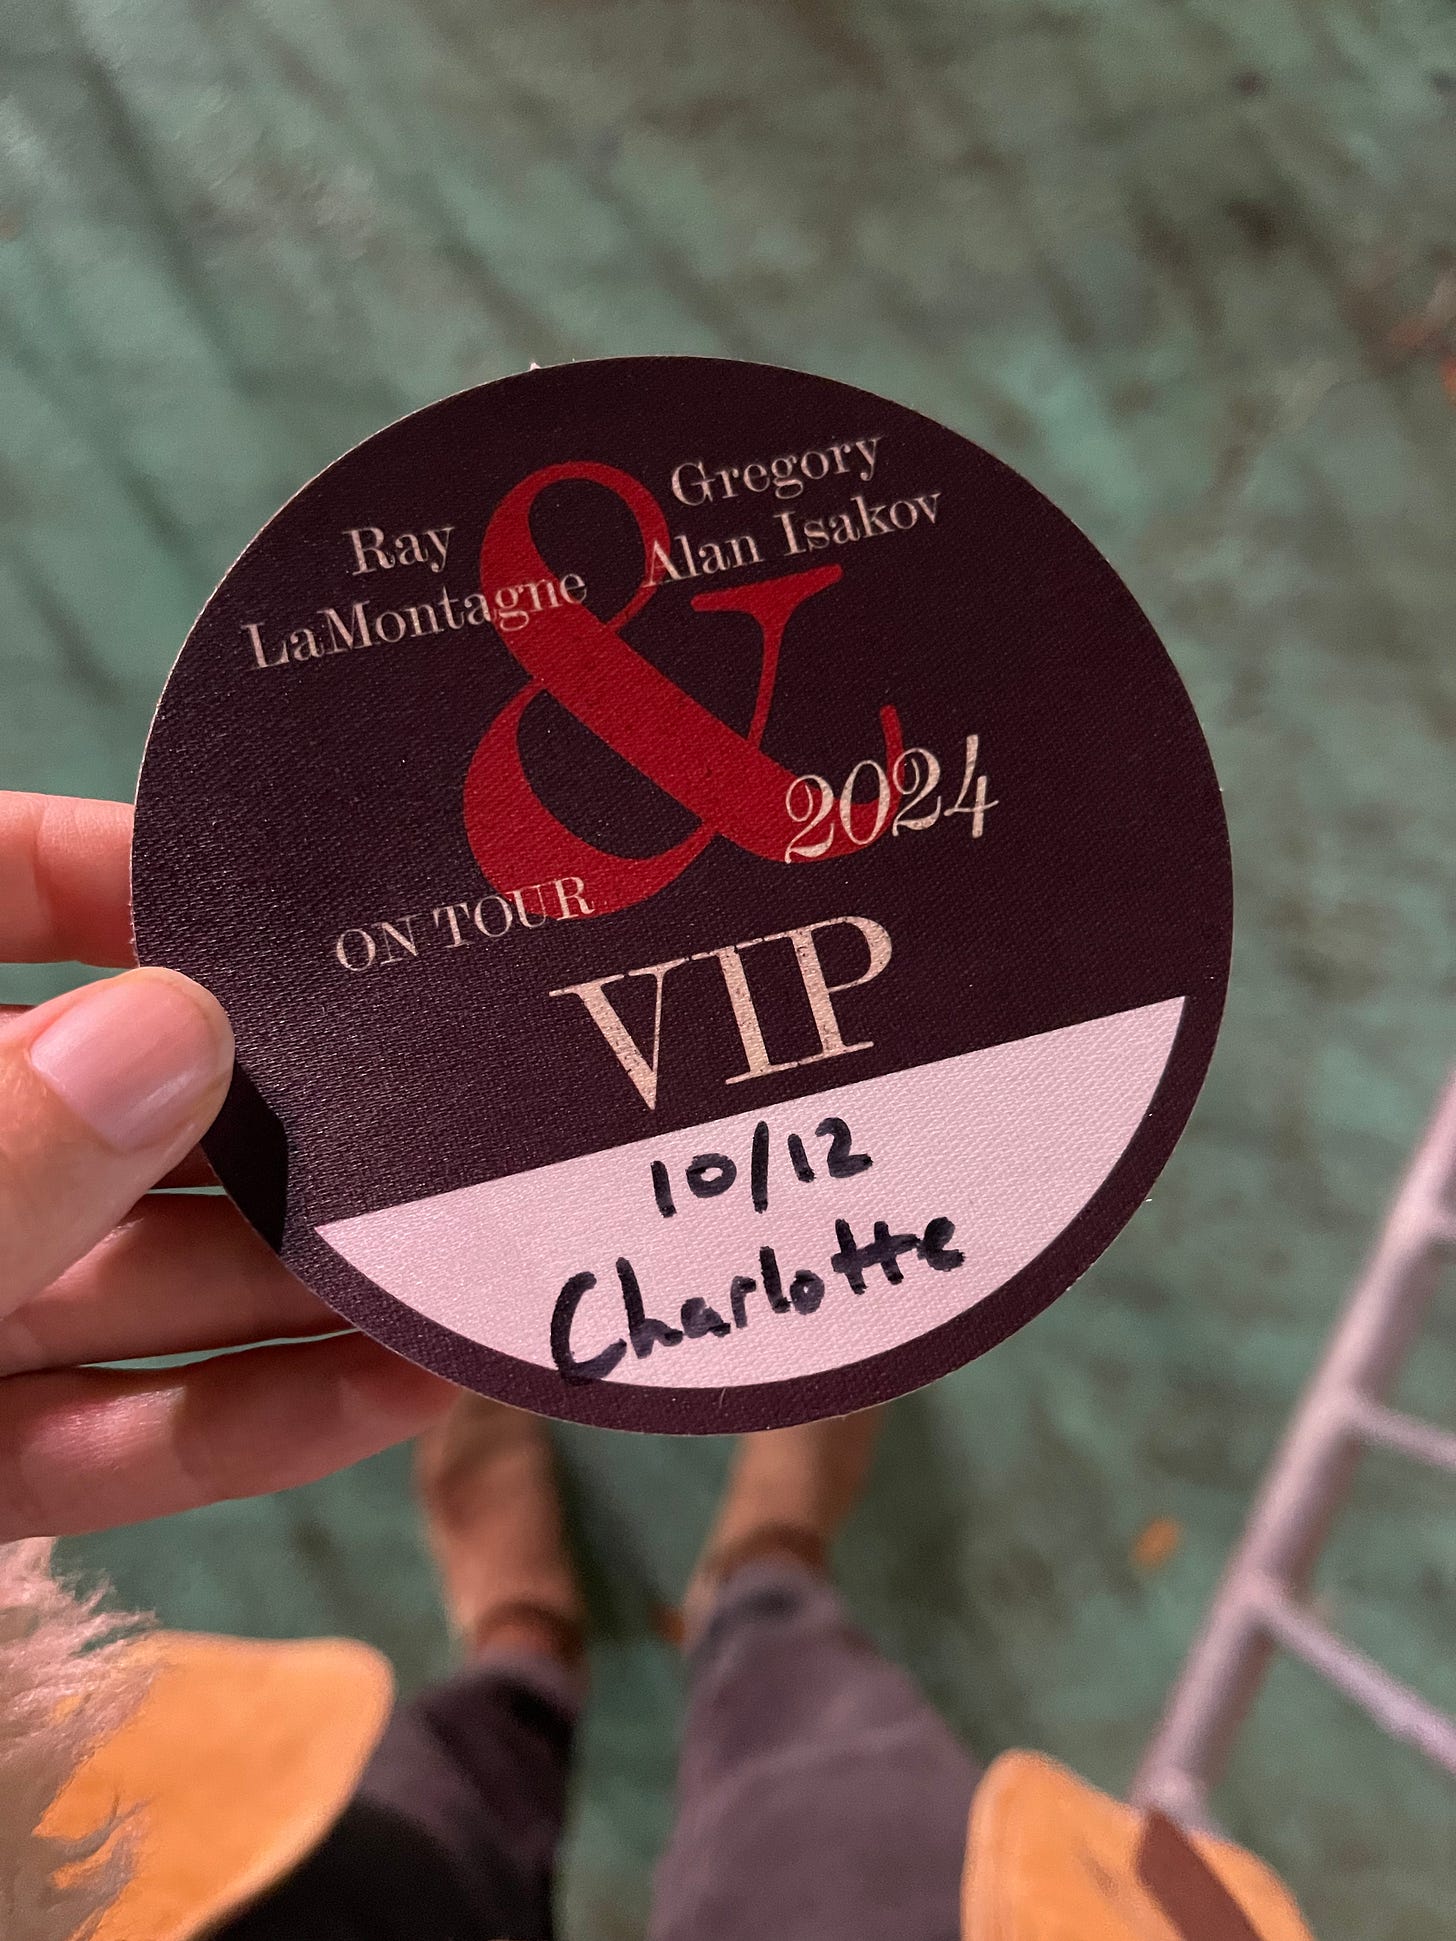 Ray
LaMontagne
&
Gregory
Alan Isakov
ON TOUR
2024
VIP
10/12
Charlotte